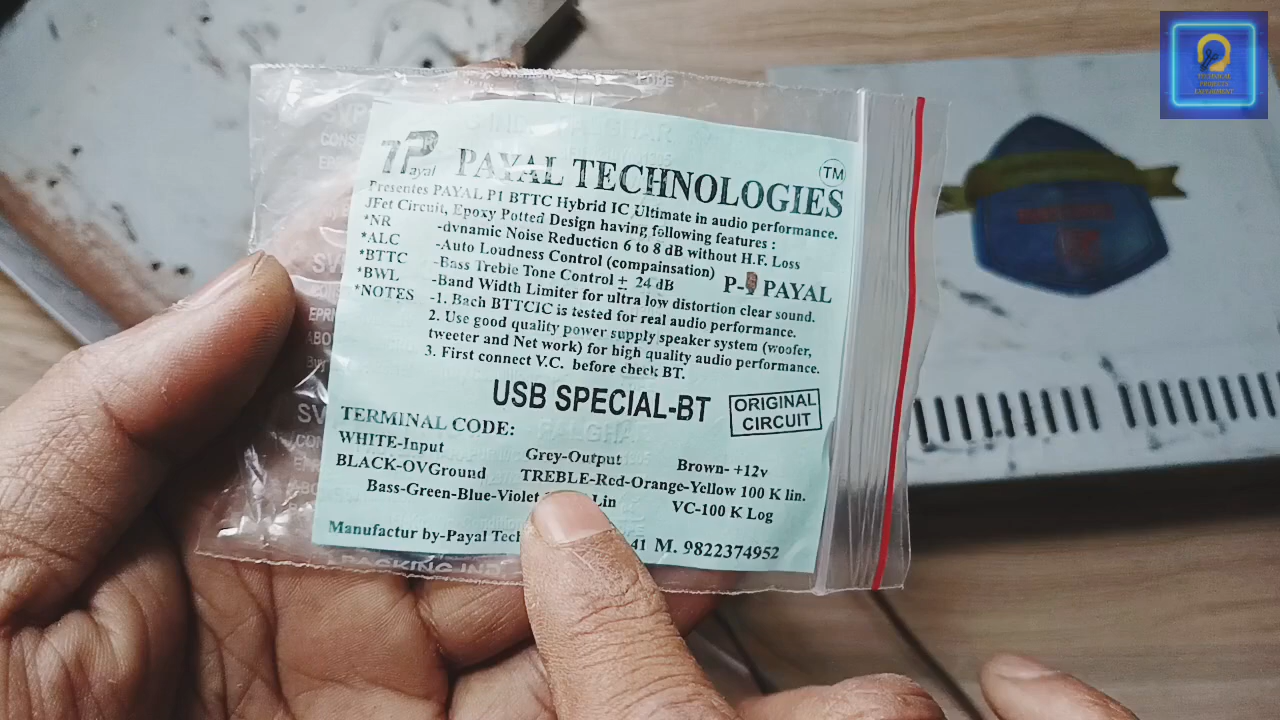 TECHNICAL
PROJECTS
EXPERIMENT
TP ayal
PAYAL TECHNOLOGIES TM
Presentes PAYAL P1 BTTC Hybrid IC Ultimate in audio performance.
JFet Circuit, Epoxy Potted Design having following features :
*NR -dvnamic Noise Reduction 6 to 8 dB without H.F. Loss
*ALC -Auto Loudness Control (compainsation)
*BTTC -Bass Treble Tone Control ± 24 dB
P- PAYAL
*BWL -Band Width Limiter for ultra low distortion clear sound.
*NOTES -1. Bach BTTCIC is tested for real audio performance.
2. Use good quality power supply speaker system (woofer,
tweeter and Net work) for high quality audio performance.
3. First connect V.C. before check BT.
USB SPECIAL-BT
ORIGINAL
CIRCUIT
TERMINAL CODE:
WHITE-Input Grey-Output Brown- +12v
BLACK-OVGround TREBLE-Red-Orange-Yellow 100 K lin.
Bass-Green-Blue-Violet Lin VC-100 K Log
Manufactur by-Payal Tech 41 M. 9822374952